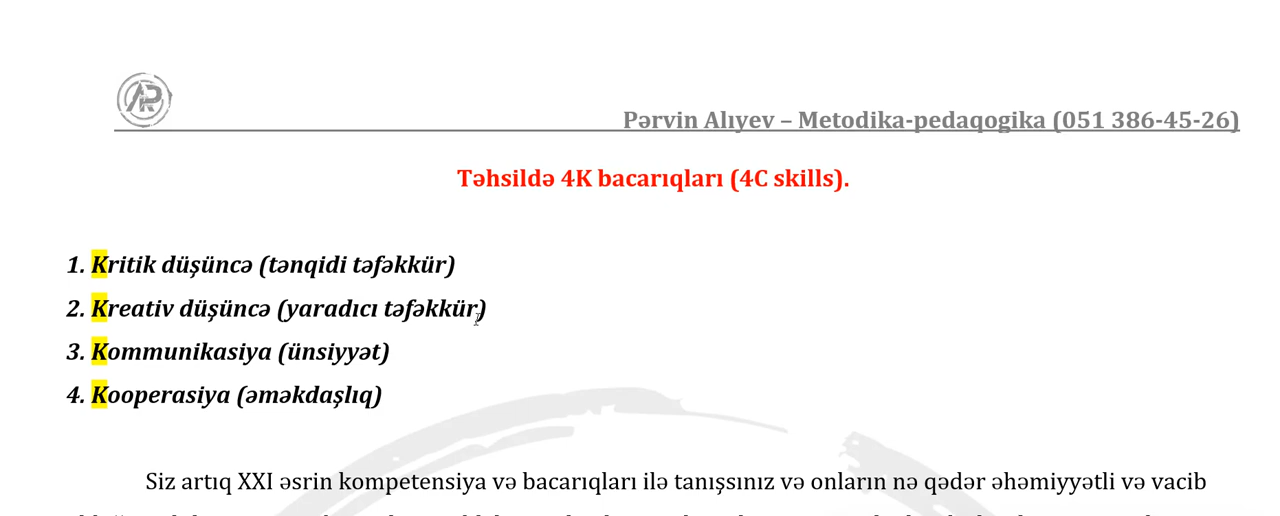 Pərvin Alıyev – Metodika-pedaqogika (051 386-45-26)
Təhsildə 4K bacarıqları (4C skills).
1. Kritik düşüncə (tənqidi təfəkkür)
2. Kreativ düşüncə (yaradıcı təfəkkür)
3. Kommunikasiya (ünsiyyət)
4. Kooperasiya (əməkdaşlıq)
Siz artıq XXI əsrin kompetensiya və bacarıqları ilə tanışsınız və onların nə qədər əhəmiyyətli və vacib